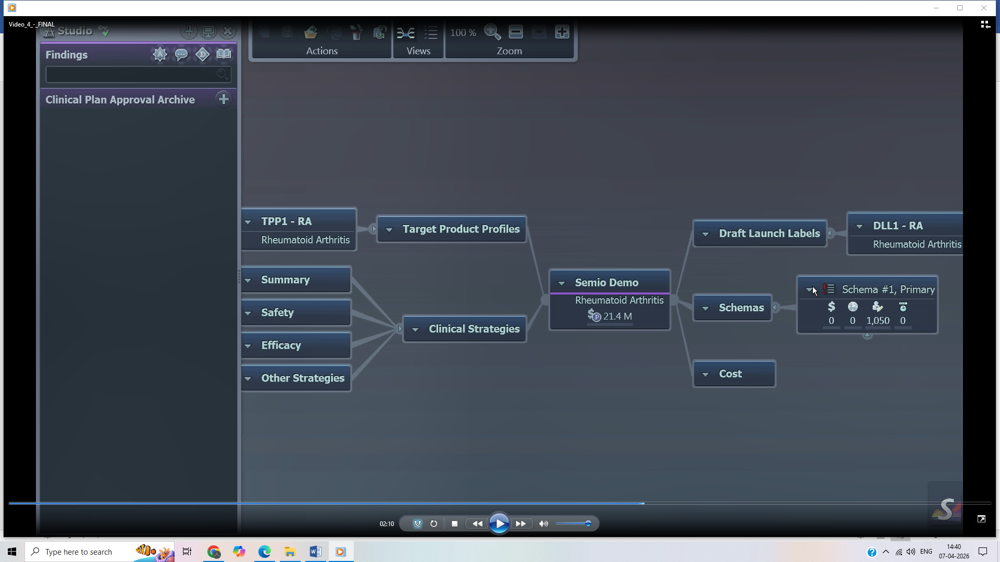 Video_4_-_FINAL
Studio
Findings
Clinical Plan Approval Archive
Actions
Views
100 %
Zoom
TPP1 - RA
Rheumatoid Arthritis
Target Product Profiles
Summary
Safety
Efficacy
Other Strategies
Clinical Strategies
Semio Demo
Rheumatoid Arthritis
21.4 M
Draft Launch Labels
DLL1 - RA
Rheumatoid Arthritis
Schemas
Schema #1, Primary
0 0 1,050 0
Cost
02:10
Type here to search
ENG
14:40
07-04-2026